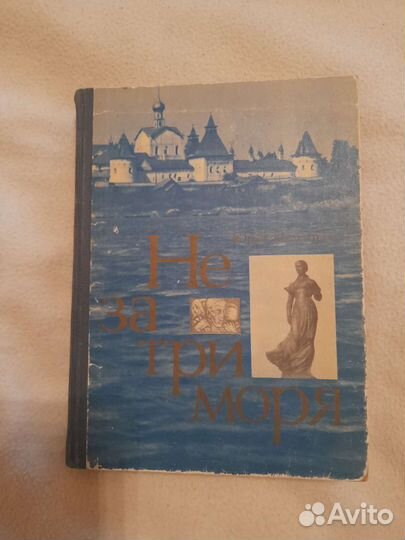 Не
за
три
моря
Avito